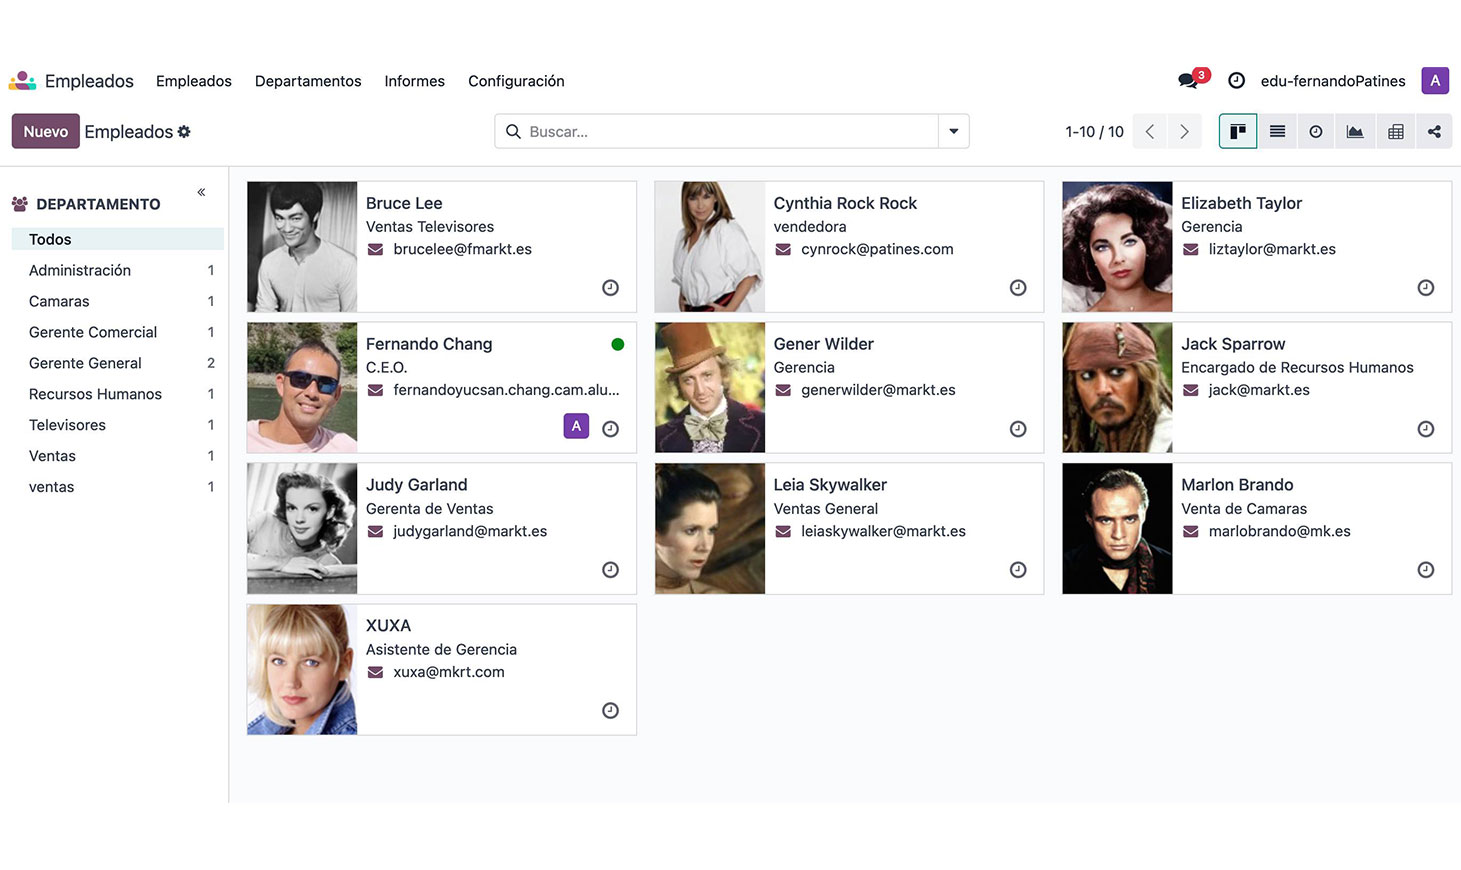 Empleados Empleados Departamentos Informes Configuración 3 edu-fernandoPatines A
Nuevo Empleados Buscar... 1-10 / 10
«
DEPARTAMENTO
Todos
Administración 1
Camaras 1
Gerente Comercial 1
Gerente General 2
Recursos Humanos 1
Televisores 1
Ventas 1
ventas 1
Bruce Lee
Ventas Televisores
brucelee@fmarkt.es
Cynthia Rock Rock
vendedora
cynrock@patines.com
Elizabeth Taylor
Gerencia
liztaylor@markt.es
Fernando Chang
C.E.O.
fernandoyucsan.chang.cam.alu...
A
Gener Wilder
Gerencia
generwilder@markt.es
Jack Sparrow
Encargado de Recursos Humanos
jack@markt.es
Judy Garland
Gerenta de Ventas
judygarland@markt.es
Leia Skywalker
Ventas General
leiaskywalker@markt.es
Marlon Brando
Venta de Camaras
marlobrando@mk.es
XUXA
Asistente de Gerencia
xuxa@mkrt.com